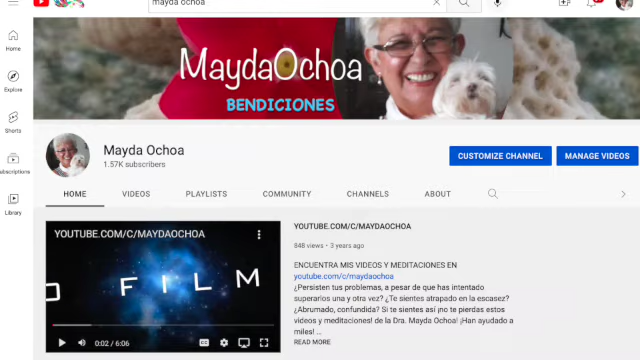 mayda ochoa
Home
Explore
Shorts
Library
MaydaOchoa
BENDICIONES
Mayda Ochoa
1.57K subscribers
CUSTOMIZE CHANNEL
MANAGE VIDEOS
HOME
VIDEOS
PLAYLISTS
COMMUNITY
CHANNELS
ABOUT
YOUTUBE.COM/C/MAYDAOCHOA
O FILM
0:02 / 6:06
YOUTUBE.COM/C/MAYDAOCHOA
848 views • 3 years ago
ENCUENTRA MIS VIDEOS Y MEDITACIONES EN
youtube.com/c/maydaochoa
¿Persisten tus problemas, a pesar de que has intentado
superarlos una y otra vez? ¿Te sientes atrapado en la escasez?
¿Abrumado, confundida? Si te sientes así ¡no te pierdas estos
videos y meditaciones! de la Dra. Mayda Ochoa! ¡Han ayudado a
miles! ...
READ MORE